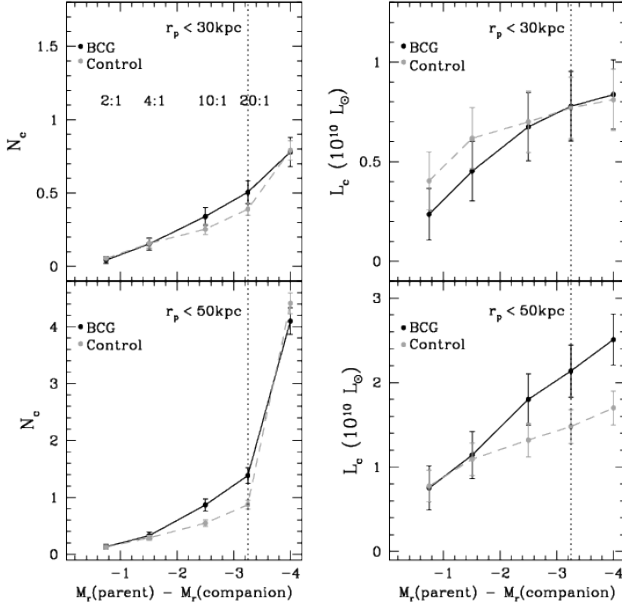 r_p < 30kpc
BCG
Control
2:1 4:1 10:1 20:1
1.5
1
0.5
0
N_c
r_p < 30kpc
BCG
Control
1
0.5
0
L_c (10^10 L_⊙)
r_p < 50kpc
BCG
Control
4
3
2
1
0
N_c
-1 -2 -3 -4
M_r(parent) − M_r(companion)
r_p < 50kpc
BCG
Control
3
2
1
0
L_c (10^10 L_⊙)
-1 -2 -3 -4
M_r(parent) − M_r(companion)